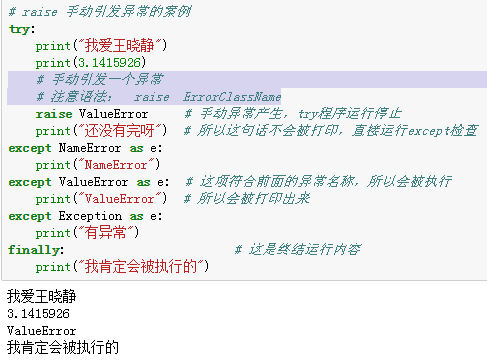 # raise 手动引发异常的案例
try:
    print("我爱王晓静")
    print(3.1415926)
    # 手动引发一个异常
    # 注意语法： raise  ErrorClassName
    raise ValueError     # 手动异常产生，try程序运行停止
    print("还没有完呀")  # 所以这句话不会被打印，直接运行except检查
except NameError as e:
    print("NameError")
except ValueError as e:  # 这项符合前面的异常名称，所以会被执行
    print("ValueError")  # 所以会被打印出来
except Exception as e:
    print("有异常")
finally:                        # 这是终结运行内容
    print("我肯定会被执行的")
我爱王晓静
3.1415926
ValueError
我肯定会被执行的